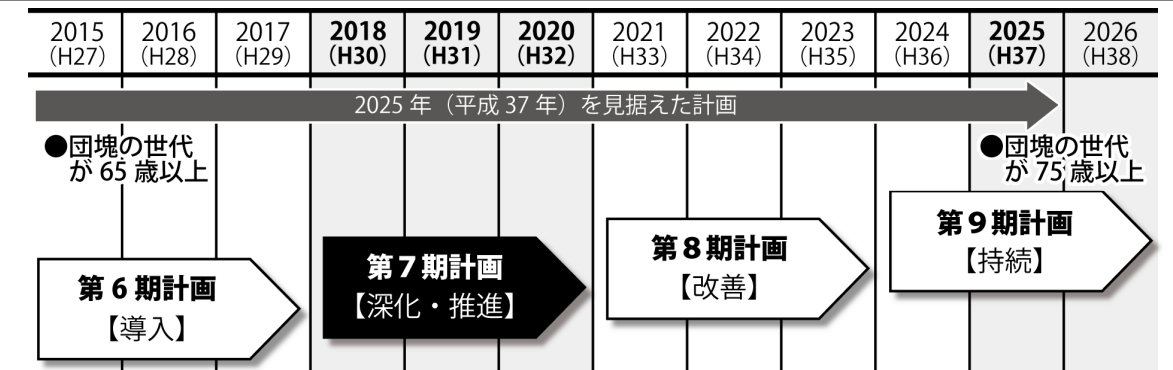 2015 2016 2017 2018 2019 2020 2021 2022 2023 2024 2025 2026
(H27) (H28) (H29) (H30) (H31) (H32) (H33) (H34) (H35) (H36) (H37) (H38)
2025 年（平成 37 年）を見据えた計画
●団塊の世代
が 65 歳以上
●団塊の世代
が 75 歳以上
第６期計画
【導入】
第７期計画
【深化・推進】
第８期計画
【改善】
第９期計画
【持続】